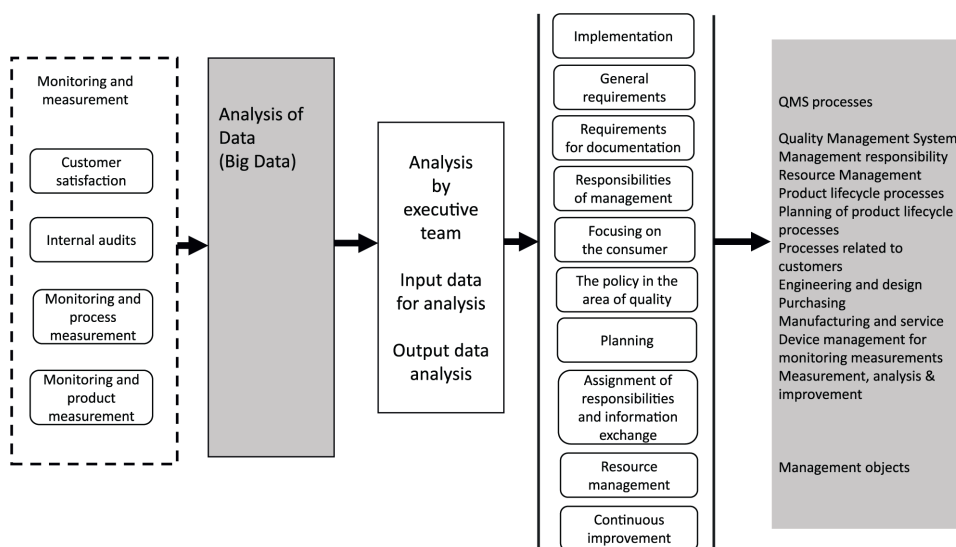 Monitoring and
measurement
Customer
satisfaction
Internal audits
Monitoring and
process
measurement
Monitoring and
product
measurement
Analysis of
Data
(Big Data)
Analysis
by
executive
team
Input data
for analysis
Output data
analysis
Implementation
General
requirements
Requirements
for documentation
Responsibilities
of management
Focusing on
the consumer
The policy in the
area of quality
Planning
Assignment of
responsibilities
and information
exchange
Resource
management
Continuous
improvement
QMS processes
Quality Management System
Management responsibility
Resource Management
Product lifecycle processes
Planning of product lifecycle
processes
Processes related to
customers
Engineering and design
Purchasing
Manufacturing and service
Device management for
monitoring measurements
Measurement, analysis &
improvement
Management objects